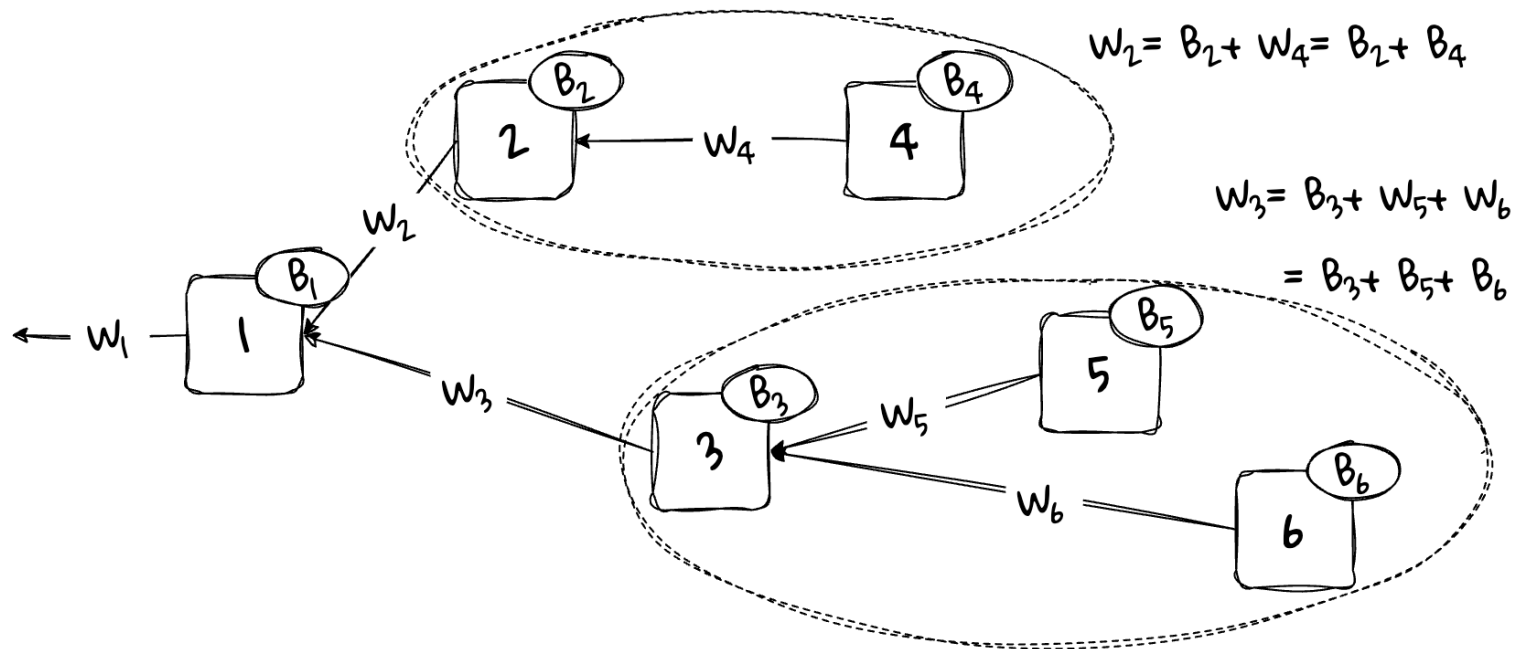 B₂
B₄
W₂= B₂+ W₄= B₂+ B₄
2
W₄
4
W₃= B₃+ W₅+ W₆
W₂
B₁
= B₃+ B₅+ B₆
W₁
1
B₅
5
W₃
B₃
W₅
3
B₆
W₆
6